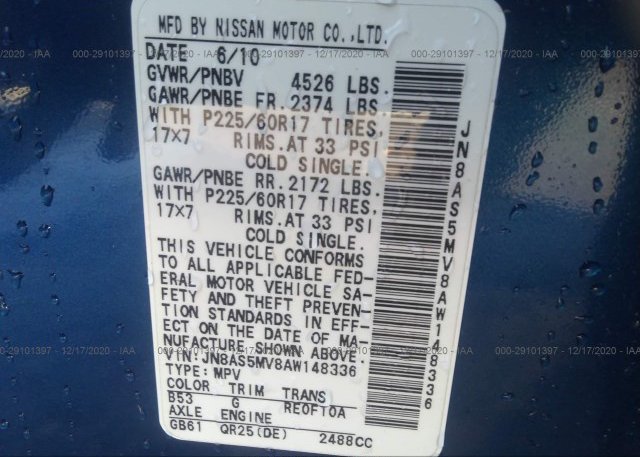 MFD BY NISSAN MOTOR CO.,LTD.
DATE 6/10
GVWR/PNBV 4526 LBS.
GAWR/PNBE FR. 2374 LBS
WITH P225/60R17 TIRES,
17X7 RIMS.AT 33 PSI
COLD SINGLE.
GAWR/PNBE RR. 2172 LBS.
WITH P225/60R17 TIRES,
17X7 RIMS.AT 33 PSI
COLD SINGLE.
THIS VEHICLE CONFORMS
TO ALL APPLICABLE FED-
ERAL MOTOR VEHICLE SA-
FETY AND THEFT PREVEN-
TION STANDARDS IN EFF-
ECT ON THE DATE OF MA-
NUFACTURE SHOWN ABOVE.
VIN: JN8AS5MV8AW148336
TYPE: MPV
COLOR TRIM TRANS
B53 G RE0F10A
AXLE ENGINE
GB61 QR25(DE) 2488CC
JN8AS5MV8AW148336
000-29101397 - 12/17/2020 - IAA